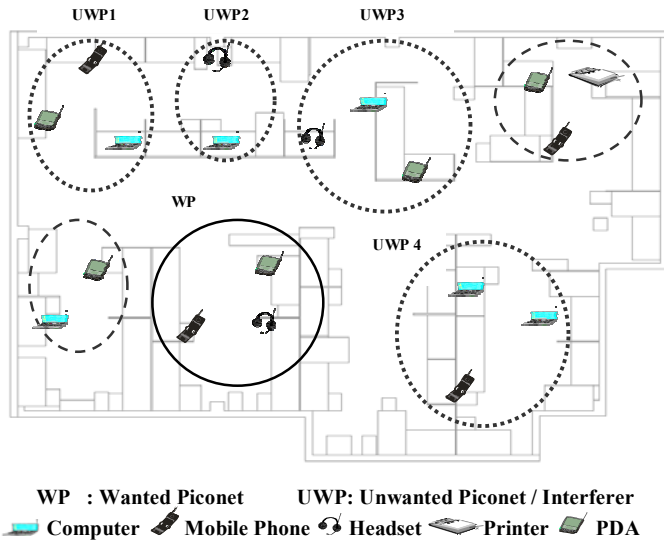 UWP1 UWP2 UWP3
WP
UWP 4
WP : Wanted Piconet UWP: Unwanted Piconet / Interferer
Computer Mobile Phone Headset Printer PDA